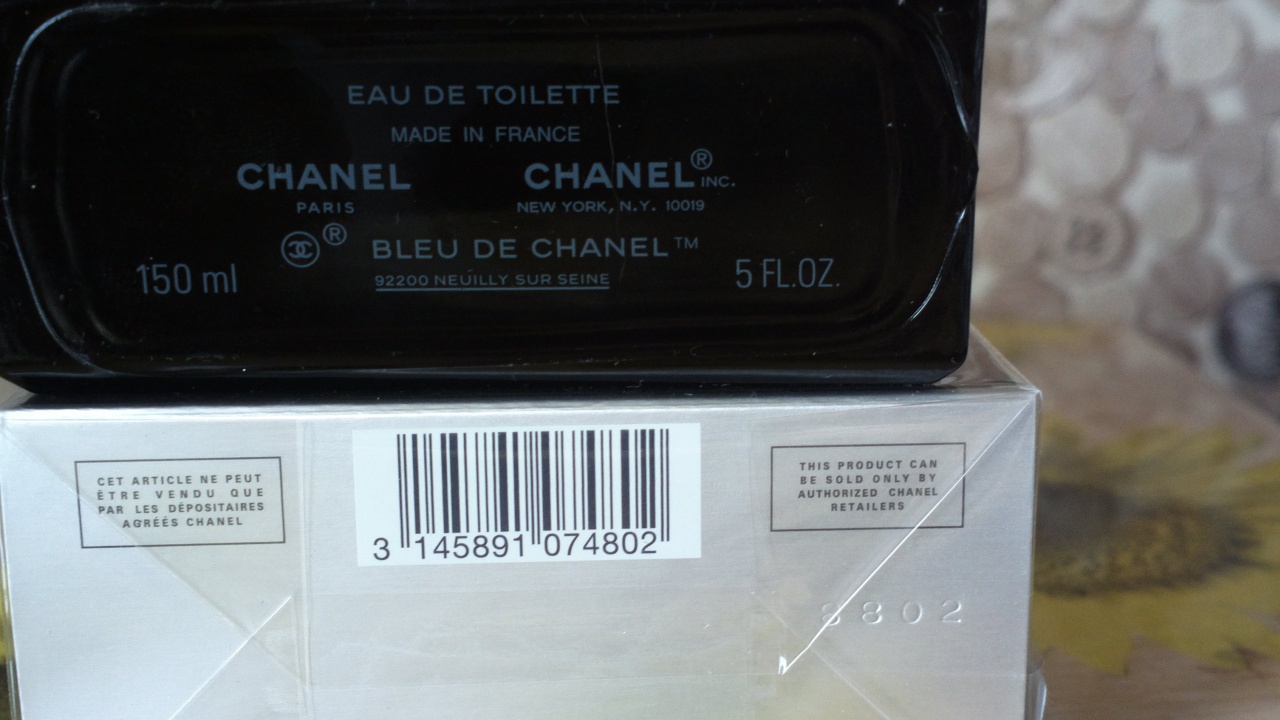 EAU DE TOILETTE
MADE IN FRANCE
CHANEL CHANEL® INC.
PARIS NEW YORK, N.Y. 10019
® BLEU DE CHANEL™
150 ml 92200 NEUILLY SUR SEINE 5 FL.OZ.
CET ARTICLE NE PEUT
ÊTRE VENDU QUE
PAR LES DÉPOSITAIRES
AGRÉÉS CHANEL
3 145891 074802
THIS PRODUCT CAN
BE SOLD ONLY BY
AUTHORIZED CHANEL
RETAILERS
8802